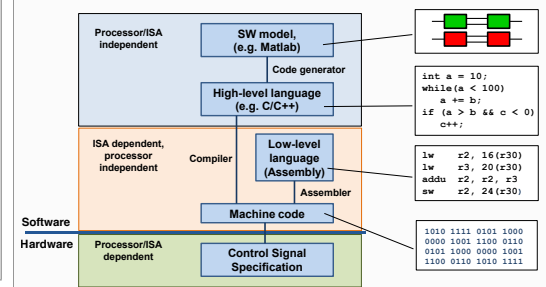 Processor/ISA
independent
SW model,
(e.g. Matlab)
Code generator
High-level language
(e.g. C/C++)
int a = 10;
while(a < 100)
a += b;
if (a > b && c < 0)
c++;
ISA dependent,
processor
independent
Compiler
Low-level
language
(Assembly)
Assembler
Machine code
lw r2, 16(r30)
lw r3, 20(r30)
addu r2, r2, r3
sw r2, 24(r30)
Software
Hardware
Processor/ISA
dependent
Control Signal
Specification
1010 1111 0101 1000
0000 1001 1100 0110
0101 1000 0000 1001
1100 0110 1010 1111